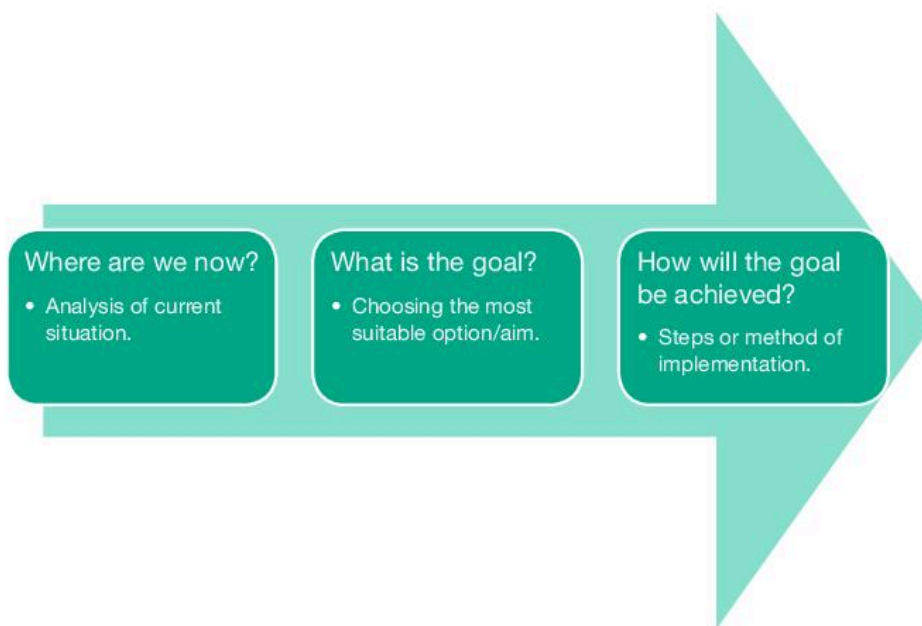 Where are we now?
• Analysis of current
situation.
What is the goal?
• Choosing the most
suitable option/aim.
How will the goal
be achieved?
• Steps or method of
implementation.